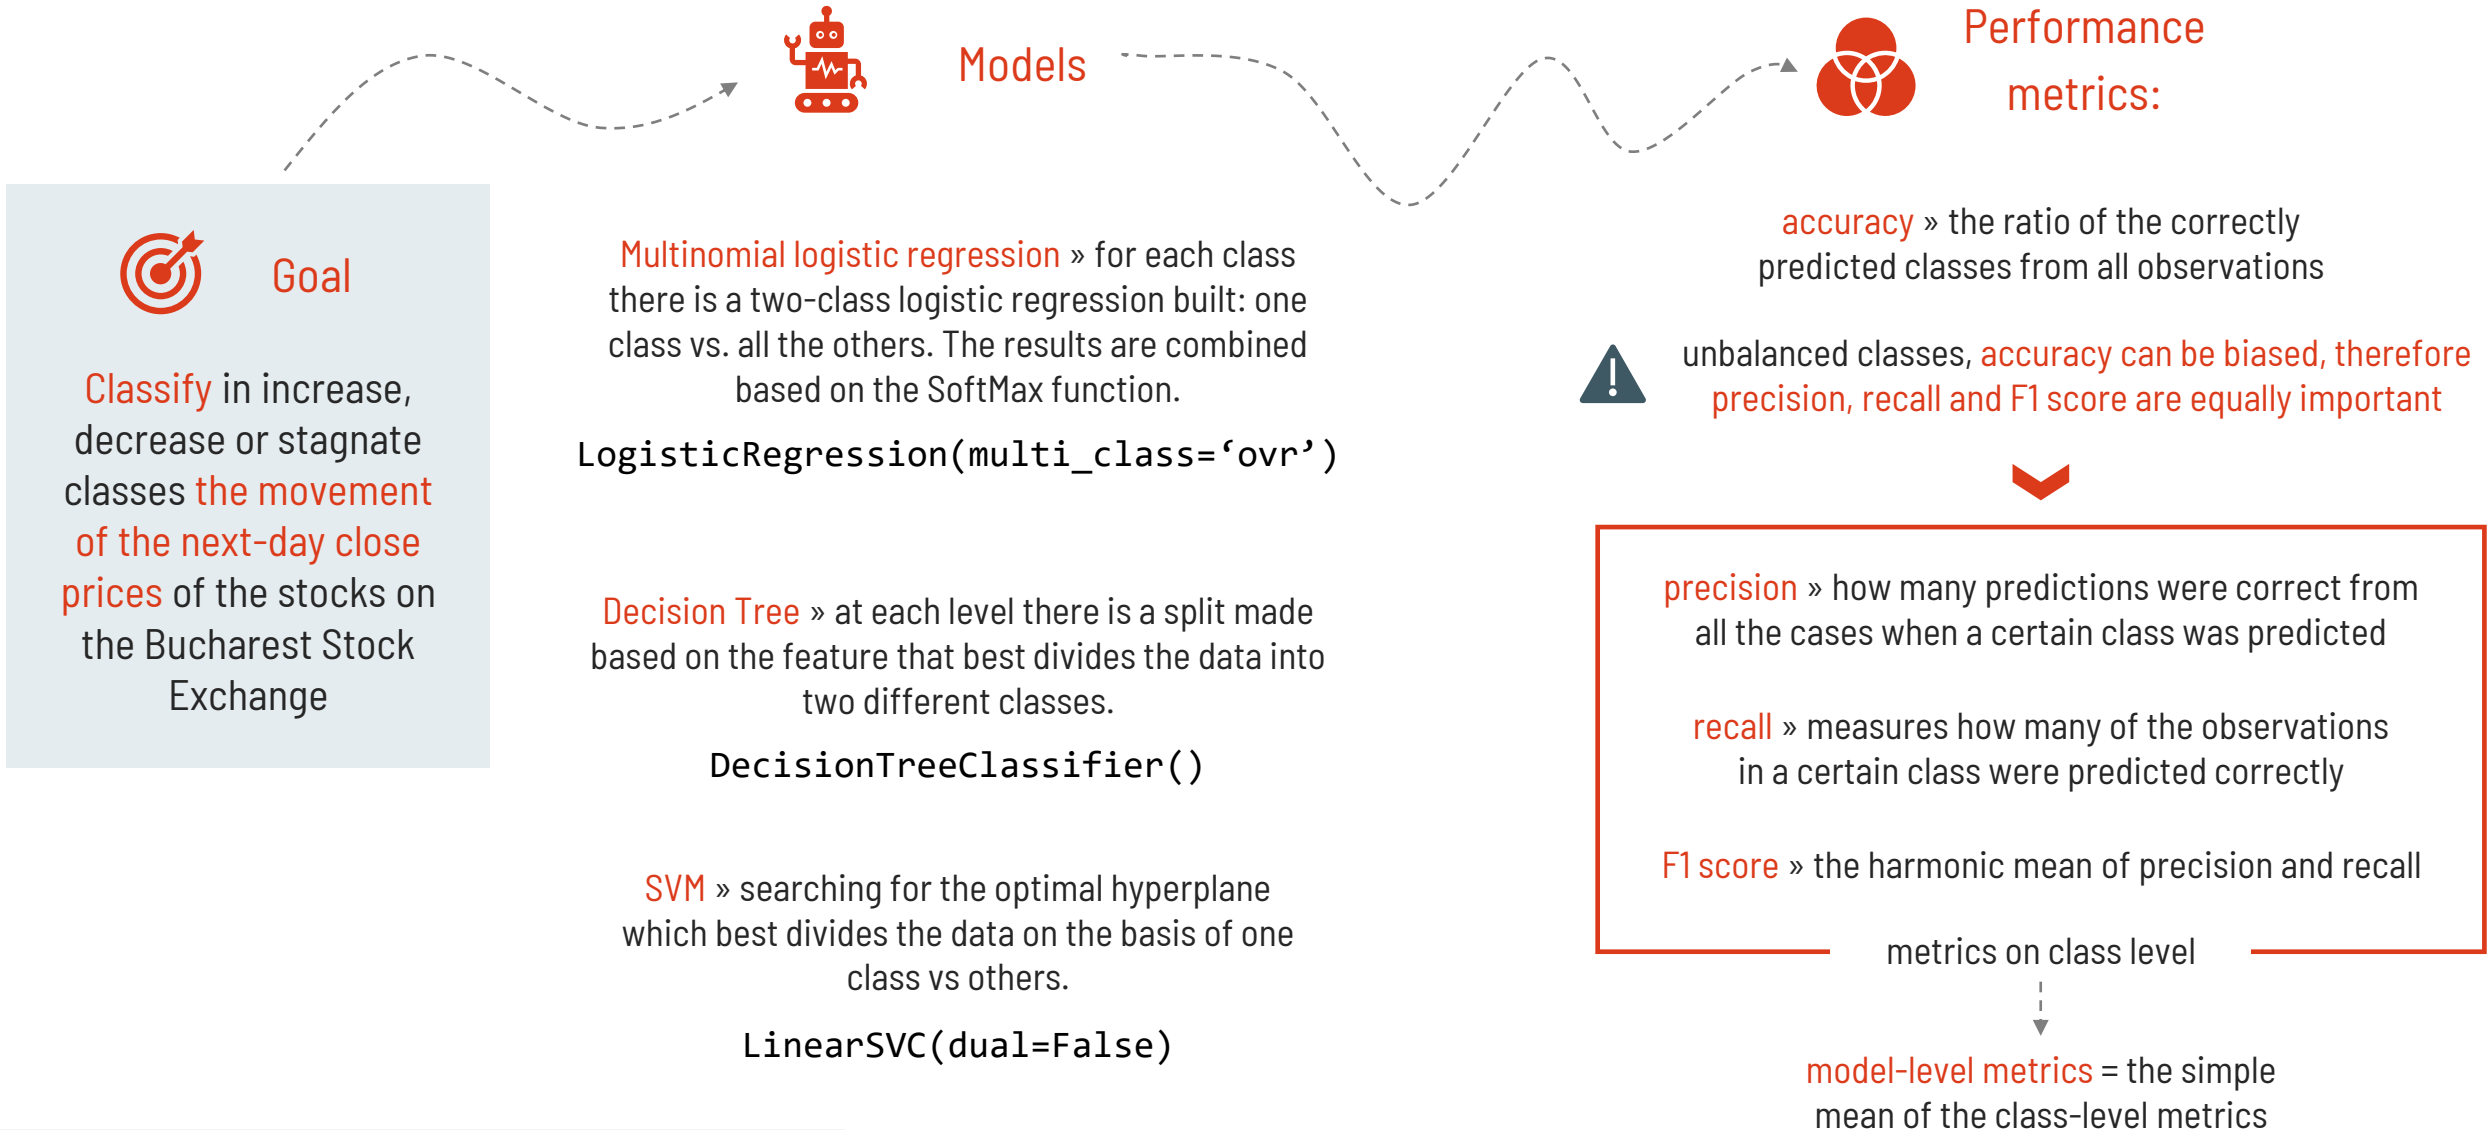 Goal
Classify in increase,
decrease or stagnate
classes the movement
of the next-day close
prices of the stocks on
the Bucharest Stock
Exchange
Models
Multinomial logistic regression » for each class
there is a two-class logistic regression built: one
class vs. all the others. The results are combined
based on the SoftMax function.
LogisticRegression(multi_class=‘ovr’)
Decision Tree » at each level there is a split made
based on the feature that best divides the data into
two different classes.
DecisionTreeClassifier()
SVM » searching for the optimal hyperplane
which best divides the data on the basis of one
class vs others.
LinearSVC(dual=False)
Performance
metrics:
accuracy » the ratio of the correctly
predicted classes from all observations
unbalanced classes, accuracy can be biased, therefore
precision, recall and F1 score are equally important
precision » how many predictions were correct from
all the cases when a certain class was predicted
recall » measures how many of the observations
in a certain class were predicted correctly
F1 score » the harmonic mean of precision and recall
metrics on class level
model-level metrics = the simple
mean of the class-level metrics